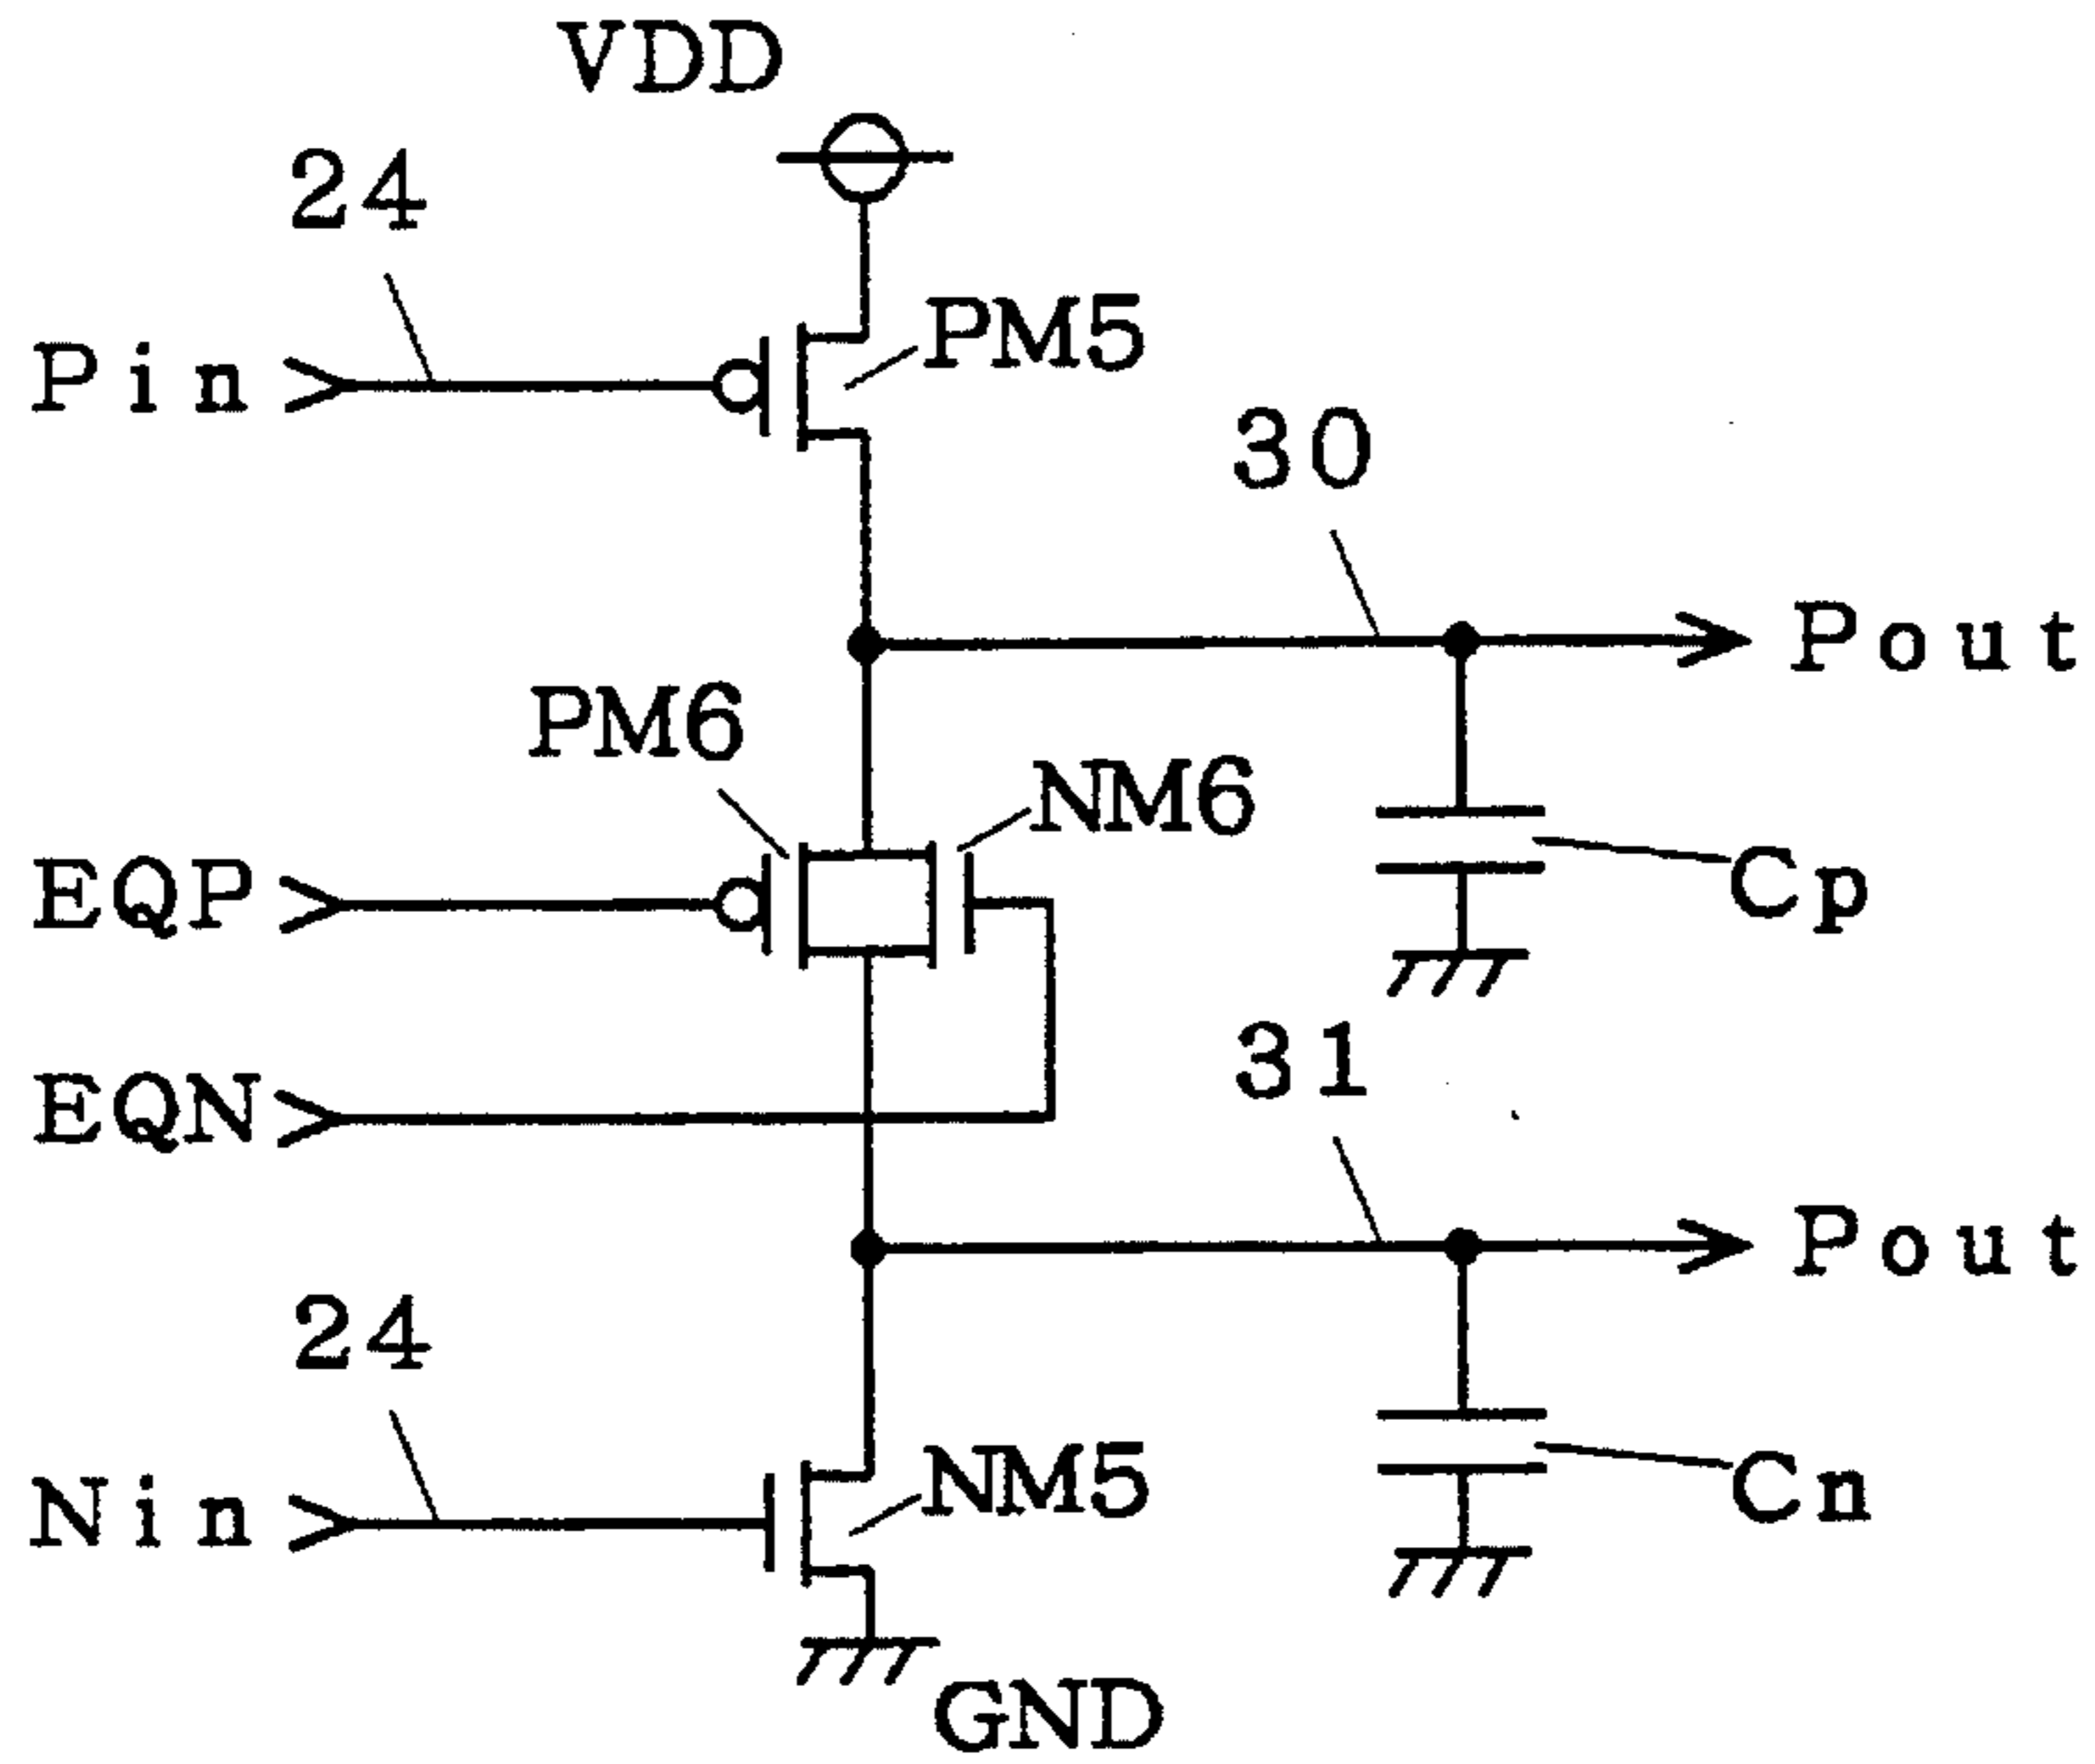 VDD
24
Pin
PM5
30
Pout
PM6
NM6
EQP
Cp
EQN
31
Pout
24
Nin
NM5
Cn
GND